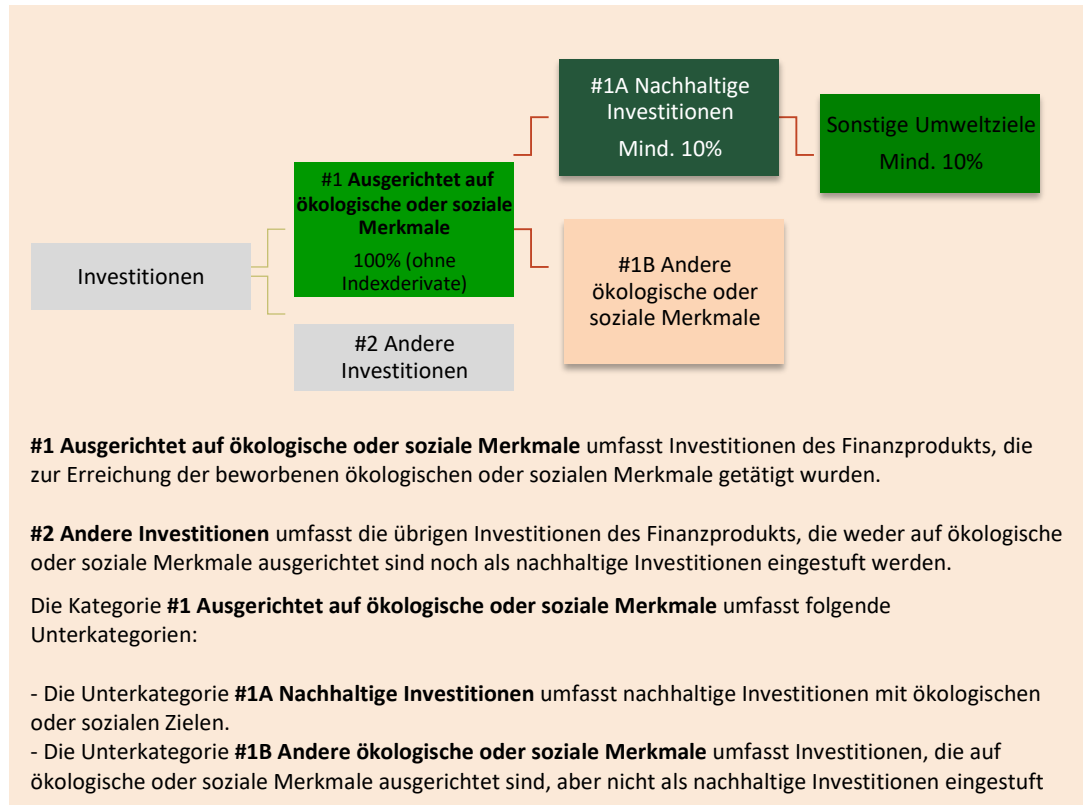 #1A Nachhaltige
Investitionen
Mind. 10%
Sonstige Umweltziele
Mind. 10%
#1 Ausgerichtet auf
ökologische oder soziale
Merkmale
100% (ohne
Indexderivate)
Investitionen
#1B Andere
ökologische oder
soziale Merkmale
#2 Andere
Investitionen
#1 Ausgerichtet auf ökologische oder soziale Merkmale umfasst Investitionen des Finanzprodukts, die
zur Erreichung der beworbenen ökologischen oder sozialen Merkmale getätigt wurden.
#2 Andere Investitionen umfasst die übrigen Investitionen des Finanzprodukts, die weder auf ökologische
oder soziale Merkmale ausgerichtet sind noch als nachhaltige Investitionen eingestuft werden.
Die Kategorie #1 Ausgerichtet auf ökologische oder soziale Merkmale umfasst folgende
Unterkategorien:
- Die Unterkategorie #1A Nachhaltige Investitionen umfasst nachhaltige Investitionen mit ökologischen
oder sozialen Zielen.
- Die Unterkategorie #1B Andere ökologische oder soziale Merkmale umfasst Investitionen, die auf
ökologische oder soziale Merkmale ausgerichtet sind, aber nicht als nachhaltige Investitionen eingestuft